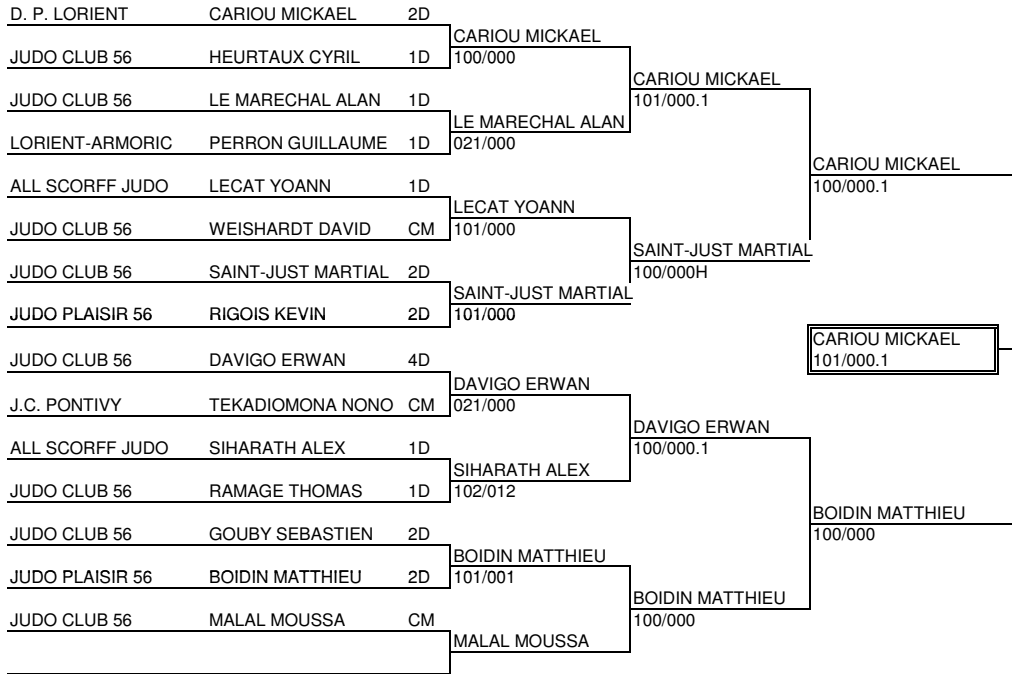 D. P. LORIENT CARIOU MICKAEL 2D
CARIOU MICKAEL
JUDO CLUB 56 HEURTAUX CYRIL 1D 100/000
CARIOU MICKAEL
JUDO CLUB 56 LE MARECHAL ALAN 1D 101/000.1
LE MARECHAL ALAN
LORIENT-ARMORIC PERRON GUILLAUME 1D 021/000
CARIOU MICKAEL
ALL SCORFF JUDO LECAT YOANN 1D 100/000.1
LECAT YOANN
JUDO CLUB 56 WEISHARDT DAVID CM 101/000
SAINT-JUST MARTIAL
JUDO CLUB 56 SAINT-JUST MARTIAL 2D 100/000H
SAINT-JUST MARTIAL
JUDO PLAISIR 56 RIGOIS KEVIN 2D 101/000
CARIOU MICKAEL
JUDO CLUB 56 DAVIGO ERWAN 4D 101/000.1
DAVIGO ERWAN
J.C. PONTIVY TEKADIOMONA NONO CM 021/000
DAVIGO ERWAN
ALL SCORFF JUDO SIHARATH ALEX 1D 100/000.1
SIHARATH ALEX
JUDO CLUB 56 RAMAGE THOMAS 1D 102/012
BOIDIN MATTHIEU
JUDO CLUB 56 GOUBY SEBASTIEN 2D 100/000
BOIDIN MATTHIEU
JUDO PLAISIR 56 BOIDIN MATTHIEU 2D 101/001
BOIDIN MATTHIEU
JUDO CLUB 56 MALAL MOUSSA CM 100/000
MALAL MOUSSA